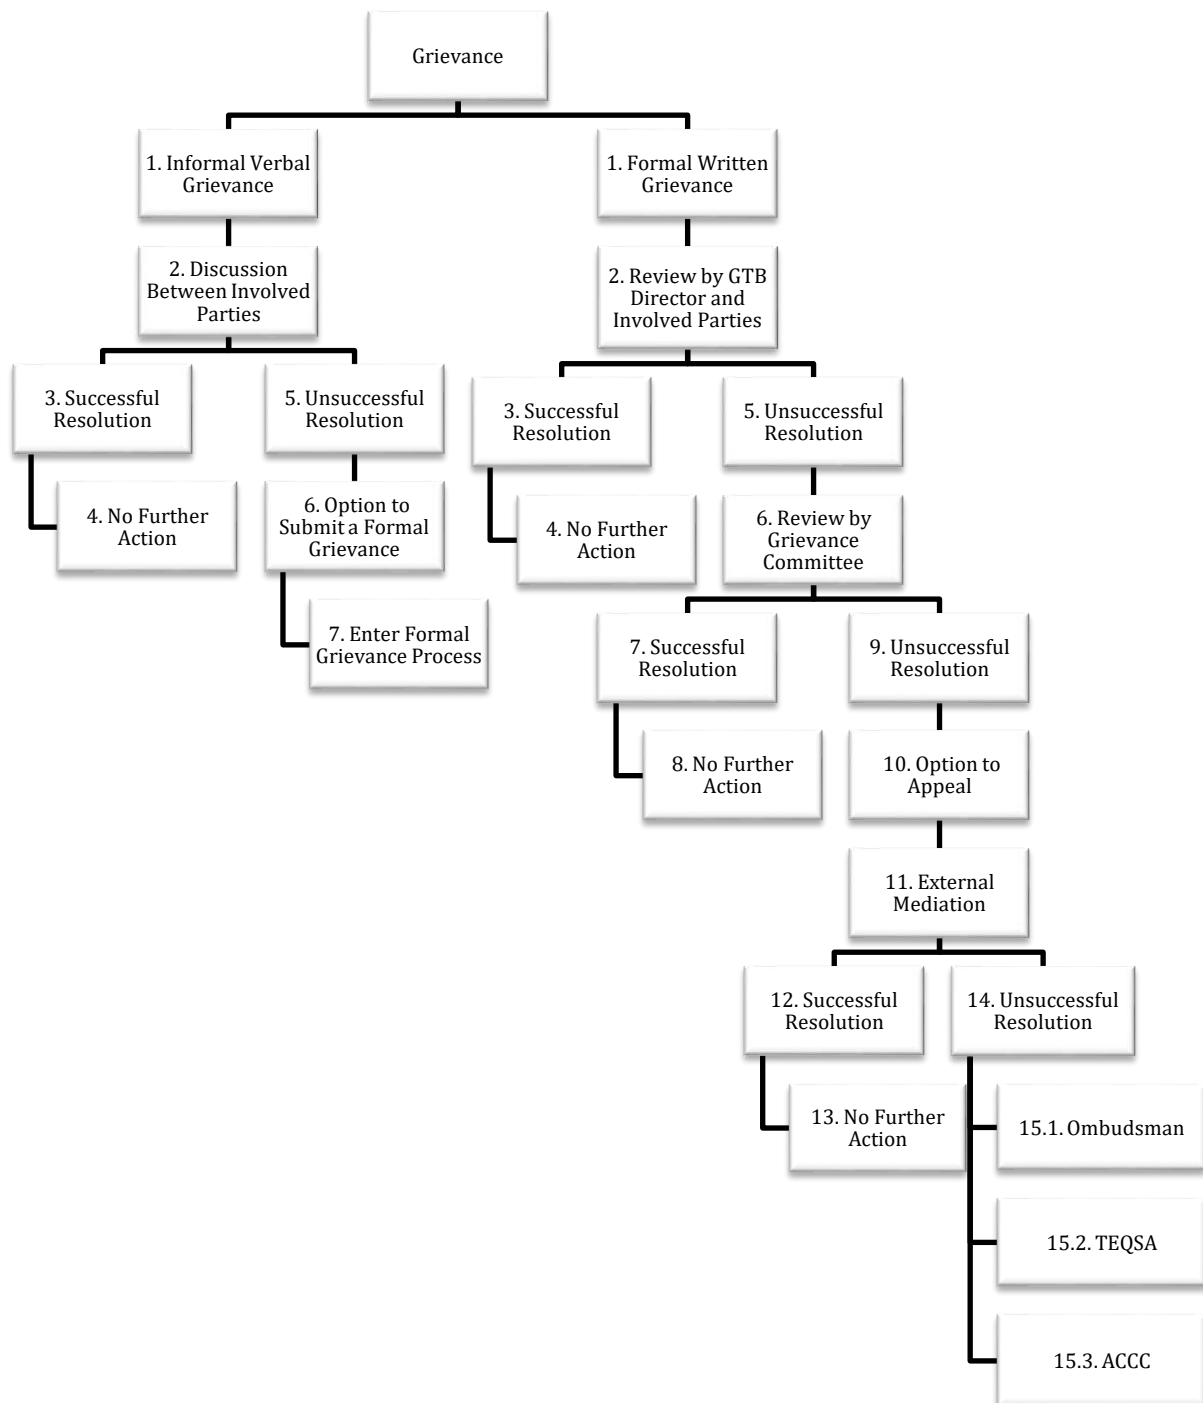 Grievance
1. Informal Verbal
Grievance
1. Formal Written
Grievance
2. Discussion
Between Involved
Parties
2. Review by GTB
Director and
Involved Parties
3. Successful
Resolution
5. Unsuccessful
Resolution
3. Successful
Resolution
5. Unsuccessful
Resolution
4. No Further
Action
6. Option to
Submit a Formal
Grievance
4. No Further
Action
6. Review by
Grievance
Committee
7. Enter Formal
Grievance Process
7. Successful
Resolution
9. Unsuccessful
Resolution
8. No Further
Action
10. Option to
Appeal
11. External
Mediation
12. Successful
Resolution
14. Unsuccessful
Resolution
13. No Further
Action
15.1. Ombudsman
15.2. TEQSA
15.3. ACCC